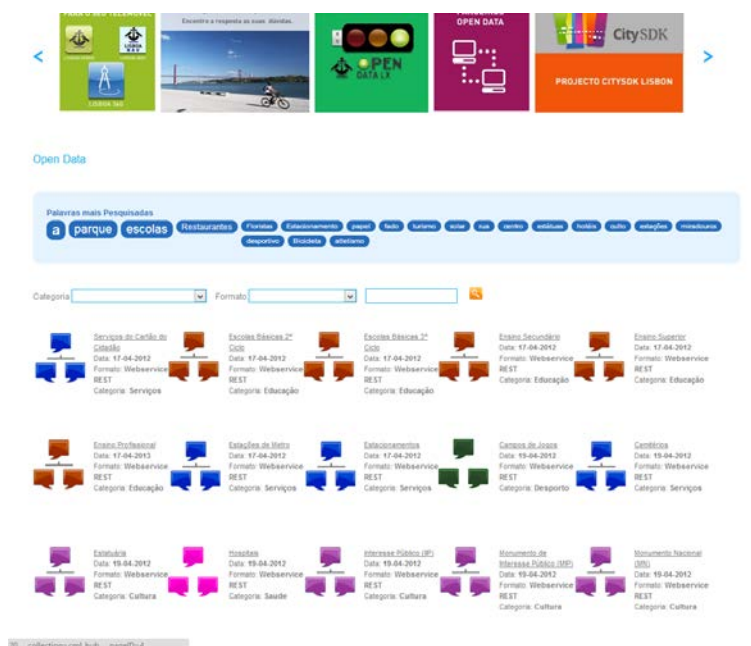 PARA O SEU TELEMÓVEL
Encontre a resposta as suas dúvidas.
OPEN
DATA LX
OPEN DATA
CitySDK
PROJECTO CITYSDK LISBON
LISBOA 360
Open Data
Palavras mais Pesquisadas
a parque escolas Restaurantes Floristas Estacionamento papel fado turismo solar rua centro estátuas hotéis estações miradouros
desportivo Bicicleta atletismo
Categoria Formato
Serviços do Cartão do
Cidadão
Data: 17-04-2012
Formato: Webservice
REST
Categoria: Serviços
Escolas Básicas 2º
Ciclo
Data: 17-04-2012
Formato: Webservice
REST
Categoria: Educação
Escolas Básicas 3º
Ciclo
Data: 17-04-2012
Formato: Webservice
REST
Categoria: Educação
Ensino Secundário
Data: 17-04-2012
Formato: Webservice
REST
Categoria: Educação
Ensino Superior
Data: 17-04-2012
Formato: Webservice
REST
Categoria: Educação
Ensino Profissional
Data: 17-04-2013
Formato: Webservice
REST
Categoria: Educação
Estações de Metro
Data: 17-04-2012
Formato: Webservice
REST
Categoria: Serviços
Estacionamentos
Data: 17-04-2012
Formato: Webservice
REST
Categoria: Serviços
Campos de Jogos
Data: 19-04-2012
Formato: Webservice
REST
Categoria: Desporto
Cemitérios
Data: 19-04-2012
Formato: Webservice
REST
Categoria: Serviços
Estatuária
Data: 19-04-2012
Formato: Webservice
REST
Categoria: Cultura
Hospitais
Data: 19-04-2012
Formato: Webservice
REST
Categoria: Saude
Interesse Público (IIP)
Data: 19-04-2012
Formato: Webservice
REST
Categoria: Cultura
Monumento de
Interesse Público (MIP)
Data: 19-04-2012
Formato: Webservice
REST
Categoria: Cultura
Monumento Nacional
(MN)
Data: 19-04-2012
Formato: Webservice
REST
Categoria: Cultura